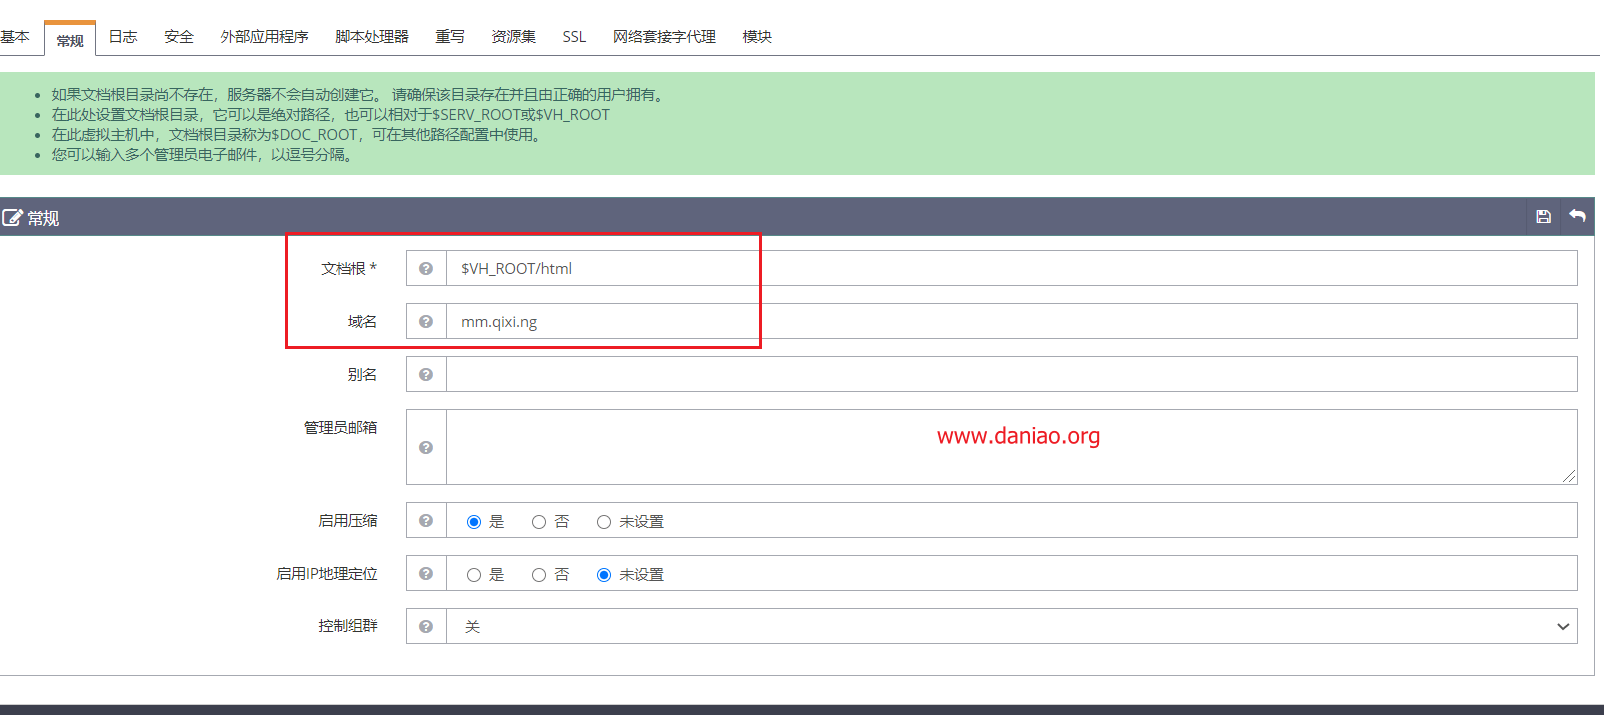 基本 常规 日志 安全 外部应用程序 脚本处理器 重写 资源集 SSL 网络套接字代理 模块
如果文档根目录尚不存在，服务器不会自动创建它。 请确保该目录存在并且由正确的用户拥有。
在此处设置文档根目录，它可以是绝对路径，也可以相对于$SERV_ROOT或$VH_ROOT
在此虚拟主机中，文档根目录称为$DOC_ROOT，可在其他路径配置中使用。
您可以输入多个管理员电子邮件，以逗号分隔。
常规
文档根 * $VH_ROOT/html
域名 mm.qixi.ng
别名
管理员邮箱
www.daniao.org
启用压缩 是 否 未设置
启用IP地理定位 是 否 未设置
控制组群 关